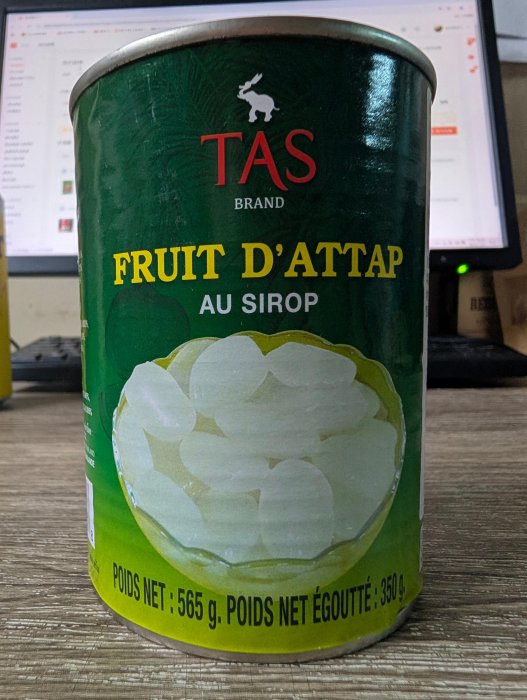 TAS
BRAND
FRUIT D'ATTAP
AU SIROP
POIDS NET : 565 g. POIDS NET ÉGOUTTÉ : 350 g.